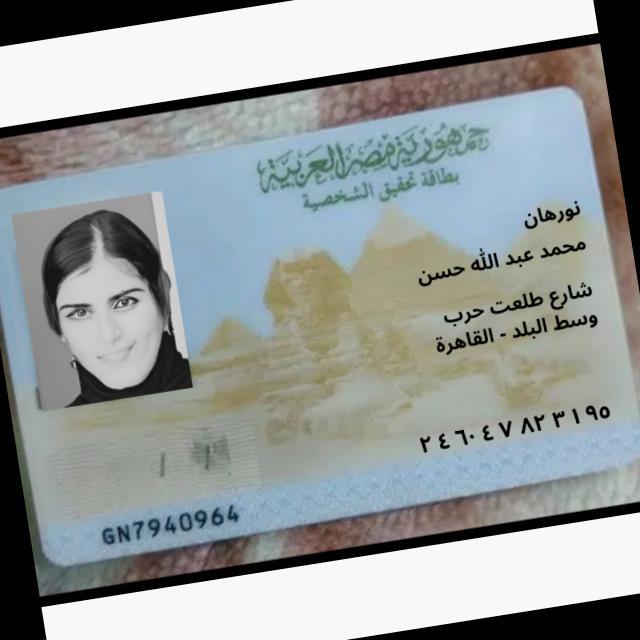 جمهورية مصر العربية
بطاقة تحقيق الشخصية
نورهان
محمد عبد الله حسن
شارع طلعت حرب
وسط البلد - القاهرة
٢٤٦٠٤٧٨٢٣١٩٥
GN7940964